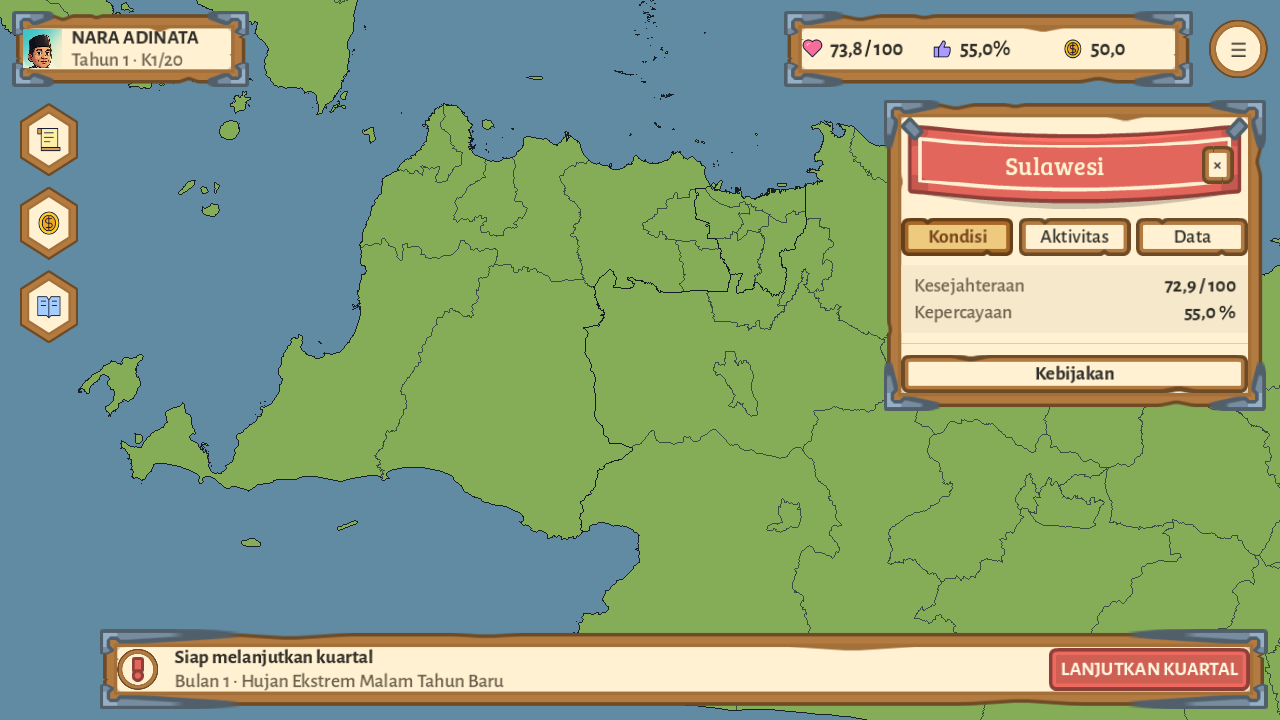 NARA ADINATA
Tahun 1 · K1/20
73,8/100
55,0%
50,0
Sulawesi
Kondisi
Aktivitas
Data
Kesejahteraan 72,9/100
Kepercayaan 55,0 %
Kebijakan
Siap melanjutkan kuartal
Bulan 1 · Hujan Ekstrem Malam Tahun Baru
LANJUTKAN KUARTAL